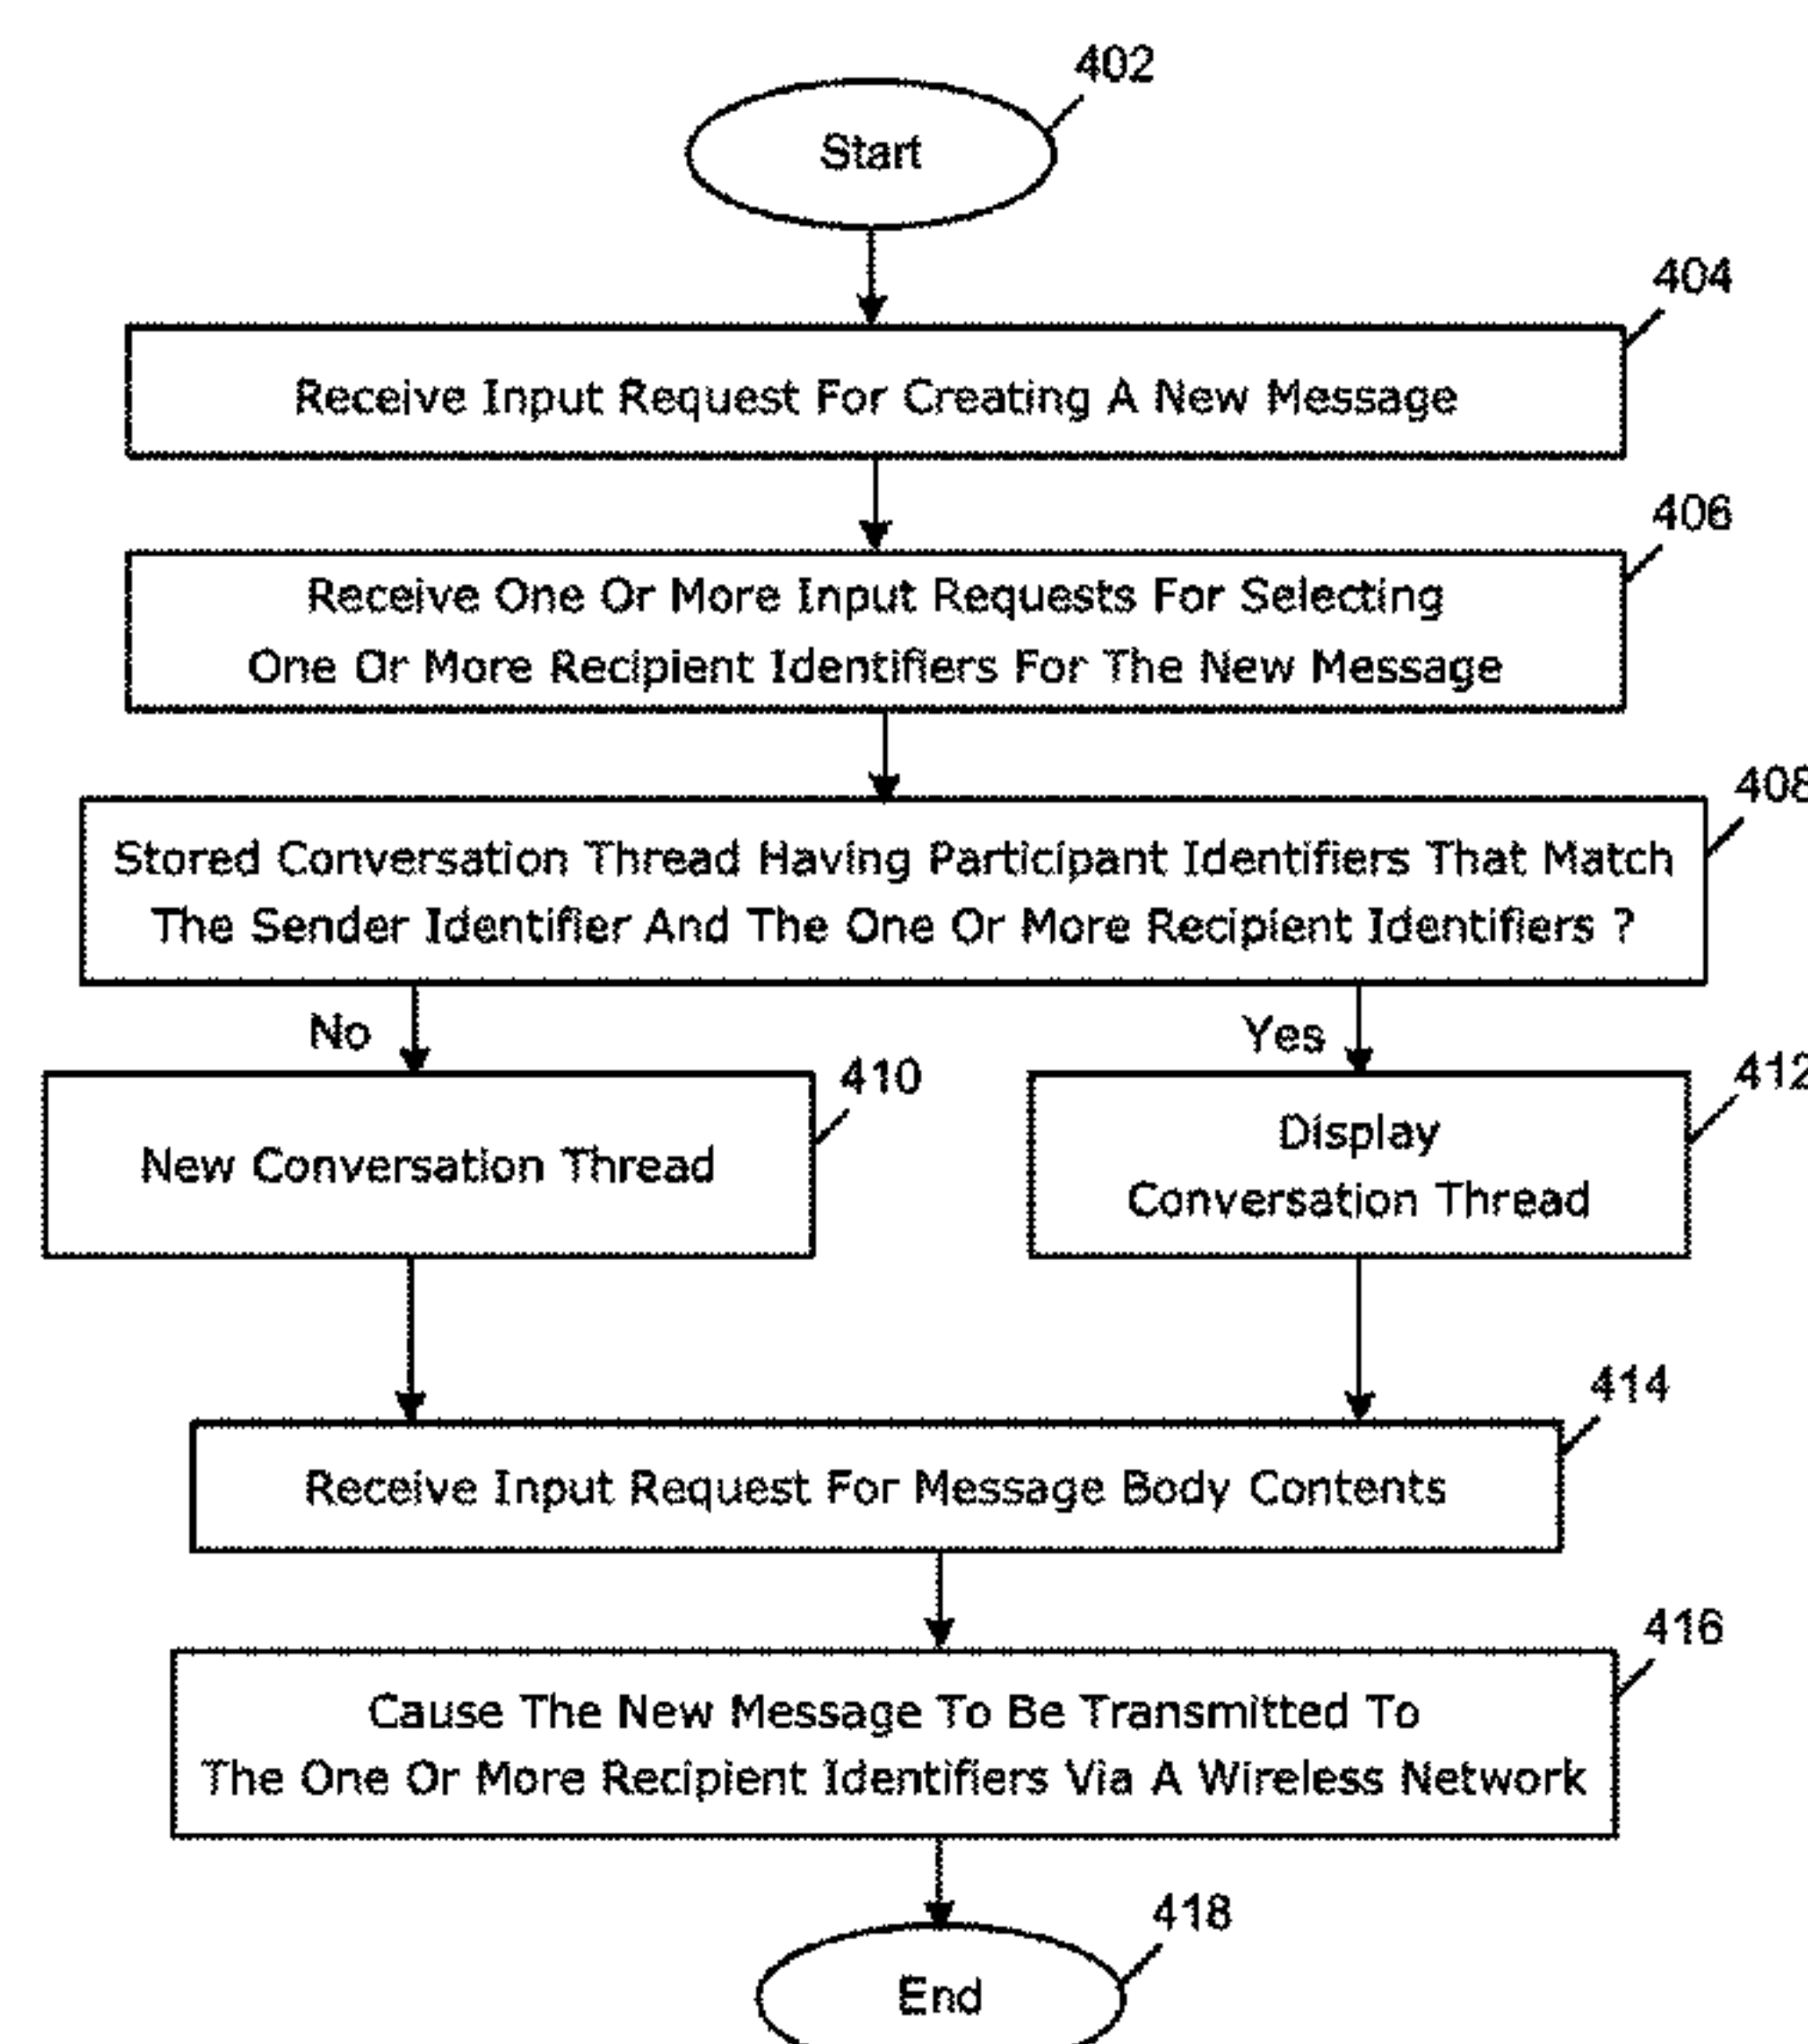 402
Start
404
Receive Input Request For Creating A New Message
406
Receive One Or More Input Requests For Selecting
One Or More Recipient Identifiers For The New Message
408
Stored Conversation Thread Having Participant Identifiers That Match
The Sender Identifier And The One Or More Recipient Identifiers ?
No
Yes
410
412
New Conversation Thread
Display
Conversation Thread
414
Receive Input Request For Message Body Contents
416
Cause The New Message To Be Transmitted To
The One Or More Recipient Identifiers Via A Wireless Network
418
End